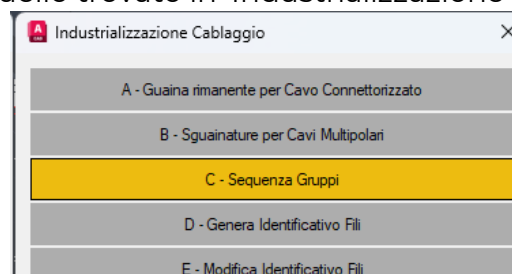 Industrializzazione Cablaggio
A - Guaina rimanente per Cavo Connettorizzato
B - Sguainature per Cavi Multipolari
C - Sequenza Gruppi
D - Genera Identificativo Fili
E - Modifica Identificativo Fili